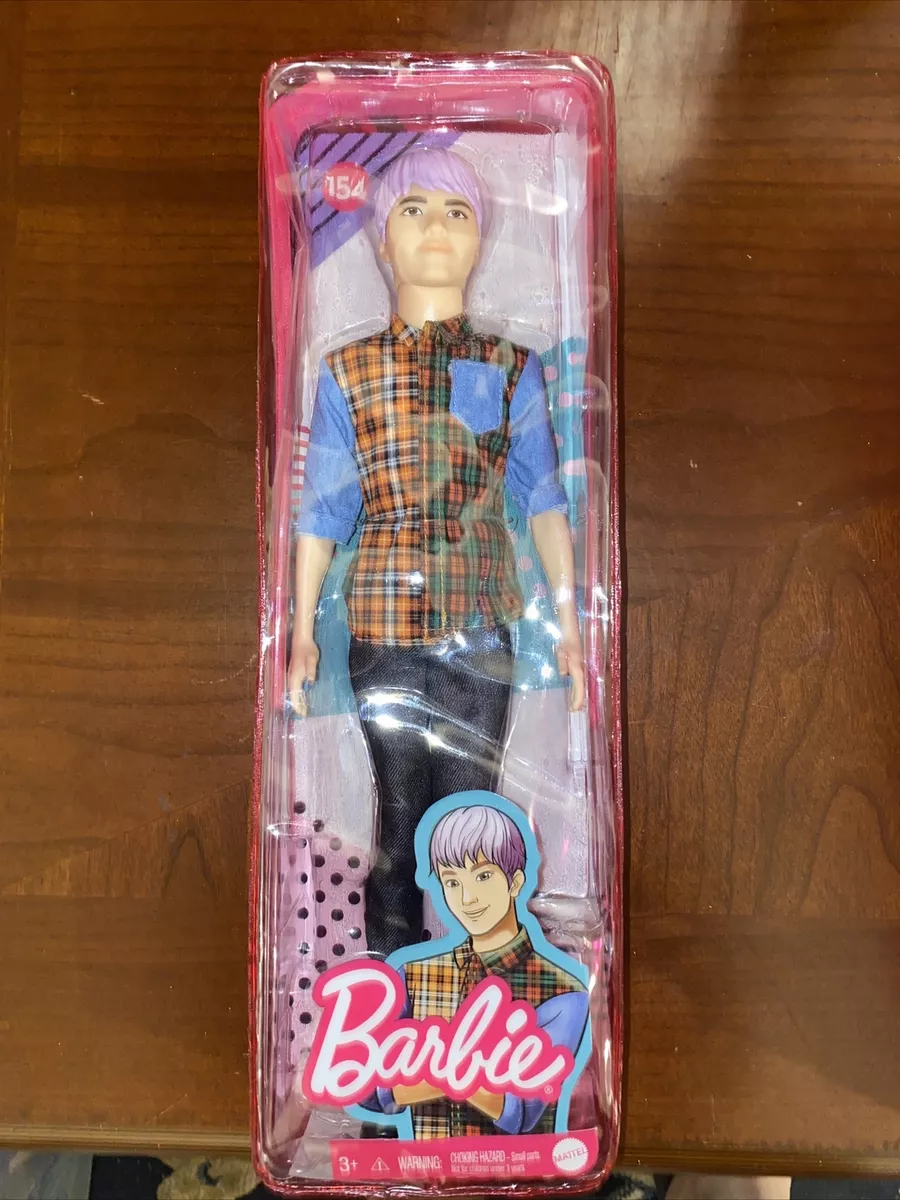 154
Barbie®
3+ WARNING: CHOKING HAZARD - Small parts
Not for children under 3 years
MATTEL